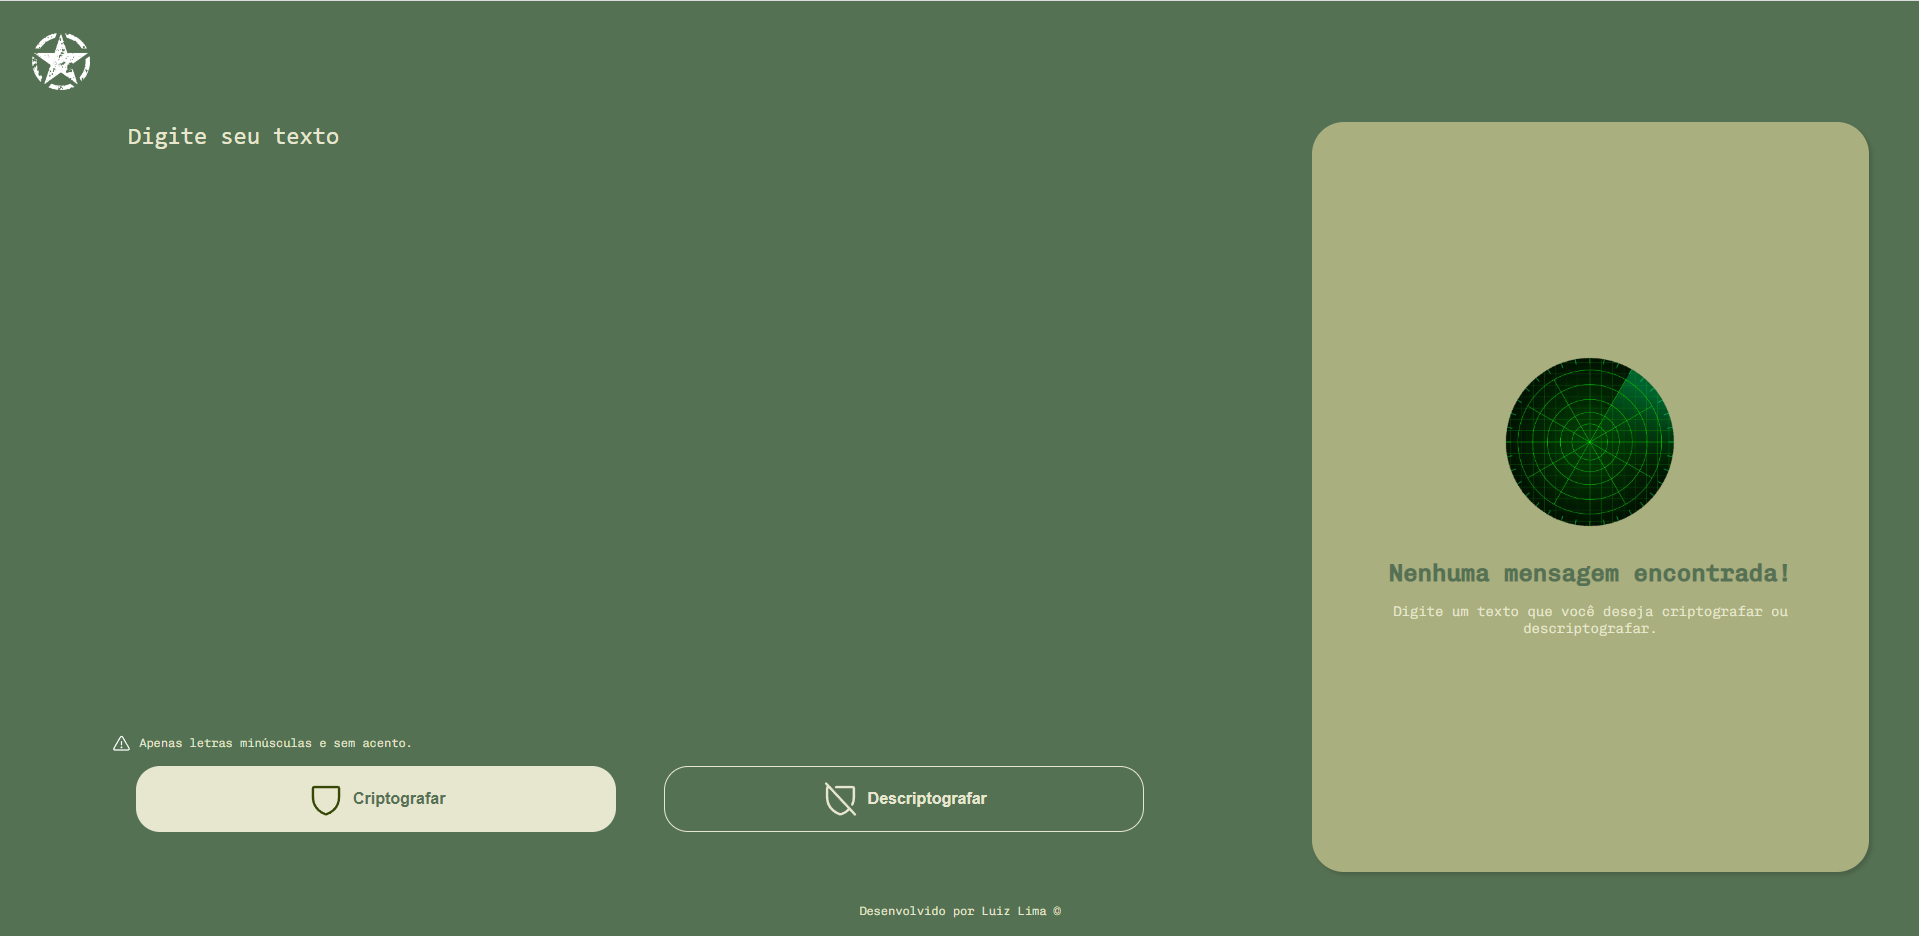 Digite seu texto
Nenhuma mensagem encontrada!
Digite um texto que você deseja criptografar ou
descriptografar.
Apenas letras minúsculas e sem acento.
Criptografar
Descriptografar
Desenvolvido por Luiz Lima ©